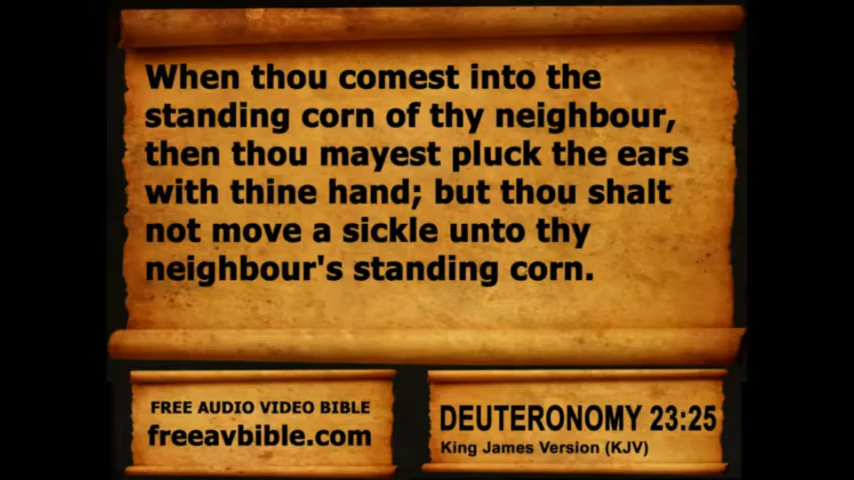 When thou comest into the
standing corn of thy neighbour,
then thou mayest pluck the ears
with thine hand; but thou shalt
not move a sickle unto thy
neighbour's standing corn.
FREE AUDIO VIDEO BIBLE
freeavbible.com
DEUTERONOMY 23:25
King James Version (KJV)